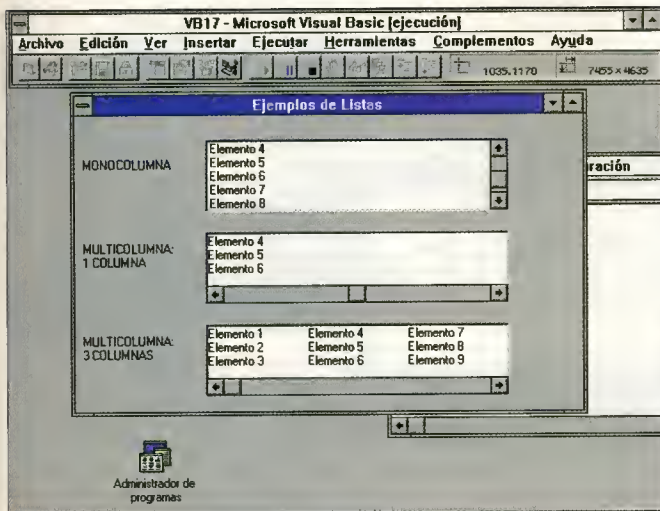 VB17 - Microsoft Visual Basic [ejecución]
Archivo Edición Ver Insertar Ejecutar Herramientas Complementos Ayuda
1035,1170 7455 × 4635
Ejemplos de Listas
ración
MONOCOLUMNA
Elemento 4
Elemento 5
Elemento 6
Elemento 7
Elemento 8
MULTICOLUMNA:
1 COLUMNA
Elemento 4
Elemento 5
Elemento 6
MULTICOLUMNA:
3 COLUMNAS
Elemento 1 Elemento 4 Elemento 7
Elemento 2 Elemento 5 Elemento 8
Elemento 3 Elemento 6 Elemento 9
Administrador de
programas